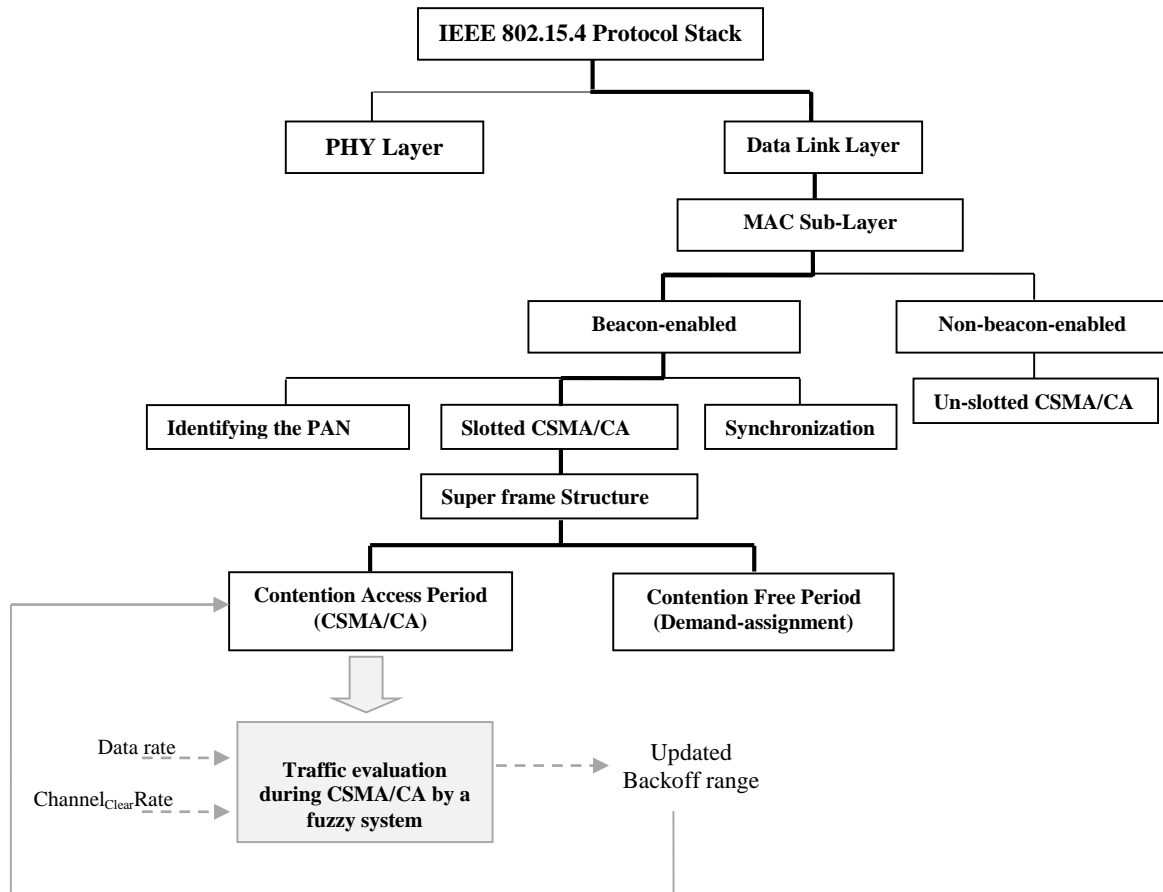 IEEE 802.15.4 Protocol Stack
PHY Layer
Data Link Layer
MAC Sub-Layer
Beacon-enabled
Non-beacon-enabled
Identifying the PAN
Slotted CSMA/CA
Synchronization
Un-slotted CSMA/CA
Super frame Structure
Contention Access Period
(CSMA/CA)
Contention Free Period
(Demand-assignment)
Data rate
ChannelClearRate
Traffic evaluation
during CSMA/CA by a
fuzzy system
Updated
Backoff range